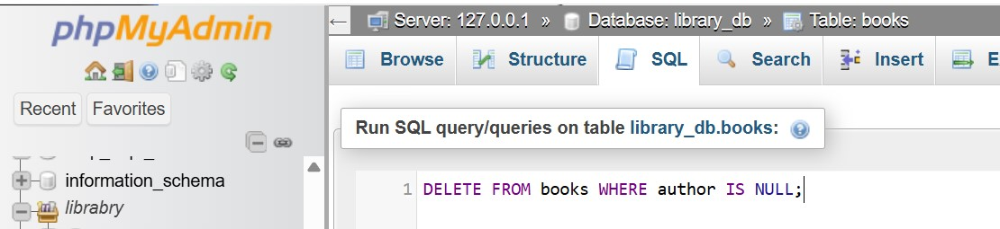 phpMyAdmin
Recent Favorites
information_schema
librabry
Server: 127.0.0.1 » Database: library_db » Table: books
Browse Structure SQL Search Insert E
Run SQL query/queries on table library_db.books:
1 DELETE FROM books WHERE author IS NULL;